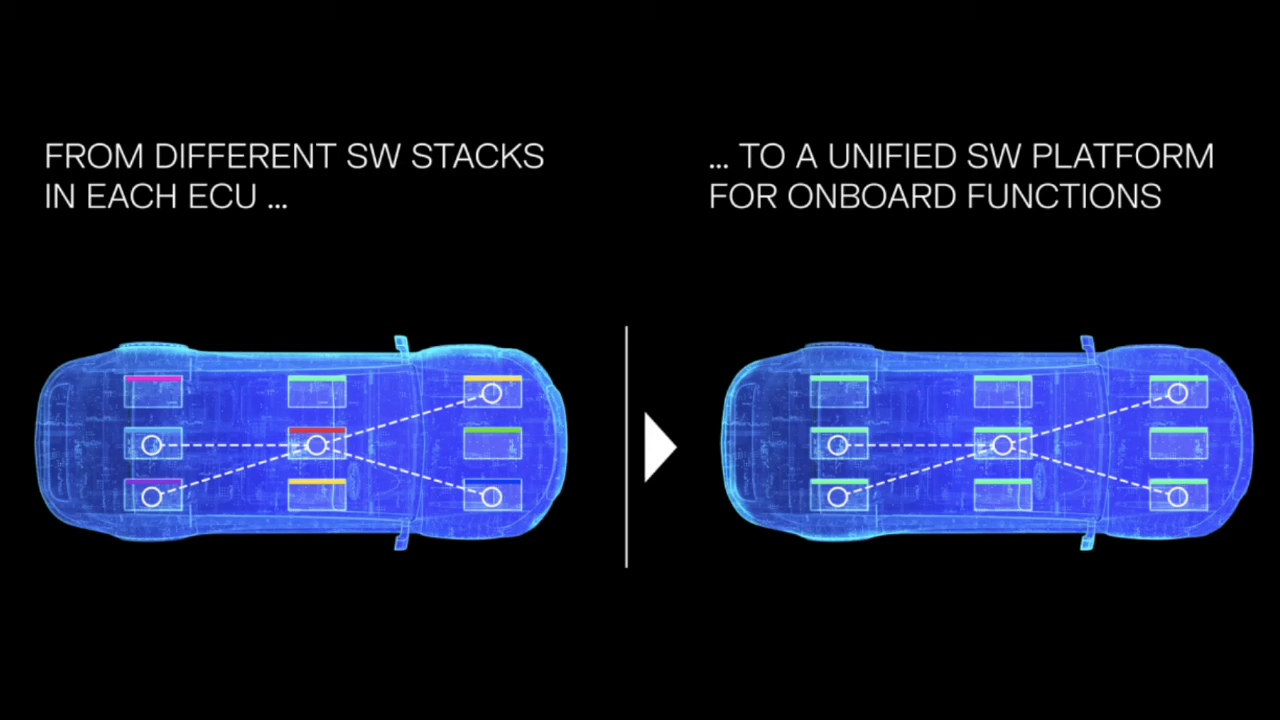 FROM DIFFERENT SW STACKS
IN EACH ECU ...
... TO A UNIFIED SW PLATFORM
FOR ONBOARD FUNCTIONS